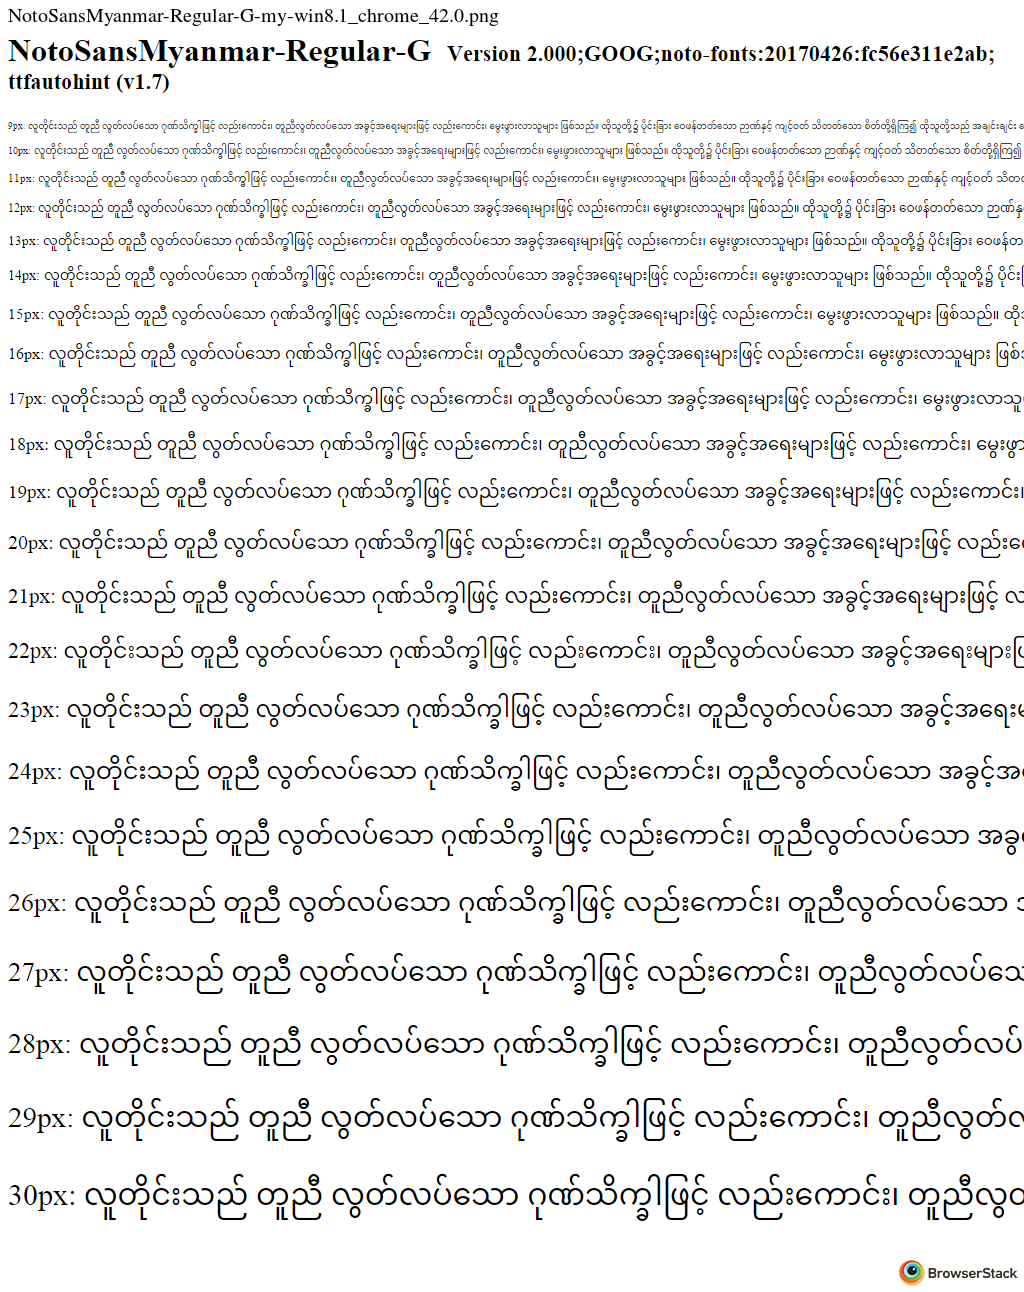 NotoSansMyanmar-Regular-G-my-win8.1_chrome_42.0.png
NotoSansMyanmar-Regular-G Version 2.000;GOOG;noto-fonts:20170426:fc56e311e2ab;
ttfautohint (v1.7)
9px: လူတိုင်းသည် တူညီ လွတ်လပ်သော ဂုဏ်သိက္ခါဖြင့် လည်းကောင်း၊ တူညီလွတ်လပ်သော အခွင့်အရေးများဖြင့် လည်းကောင်း၊ မွေးဖွားလာသူများ ဖြစ်သည်။ ထိုသူတို့၌ ပိုင်းခြား ဝေဖန်တတ်သော ဉာဏ်နှင့် ကျင့်ဝတ် သိတတ်သော စိတ်တို့ရှိကြ၍ ထိုသူတို့သည် အချင်းချင်း
10px: လူတိုင်းသည် တူညီ လွတ်လပ်သော ဂုဏ်သိက္ခါဖြင့် လည်းကောင်း၊ တူညီလွတ်လပ်သော အခွင့်အရေးများဖြင့် လည်းကောင်း၊ မွေးဖွားလာသူများ ဖြစ်သည်။ ထိုသူတို့၌ ပိုင်းခြား ဝေဖန်တတ်သော ဉာဏ်နှင့် ကျင့်ဝတ် သိတတ်သော စိတ်တို့ရှိကြ၍
11px: လူတိုင်းသည် တူညီ လွတ်လပ်သော ဂုဏ်သိက္ခါဖြင့် လည်းကောင်း၊ တူညီလွတ်လပ်သော အခွင့်အရေးများဖြင့် လည်းကောင်း၊ မွေးဖွားလာသူများ ဖြစ်သည်။ ထိုသူတို့၌ ပိုင်းခြား ဝေဖန်တတ်သော ဉာဏ်နှင့် ကျင့်ဝတ်
12px: လူတိုင်းသည် တူညီ လွတ်လပ်သော ဂုဏ်သိက္ခါဖြင့် လည်းကောင်း၊ တူညီလွတ်လပ်သော အခွင့်အရေးများဖြင့် လည်းကောင်း၊ မွေးဖွားလာသူများ ဖြစ်သည်။ ထိုသူတို့၌ ပိုင်းခြား ဝေဖန်တတ်သော
13px: လူတိုင်းသည် တူညီ လွတ်လပ်သော ဂုဏ်သိက္ခါဖြင့် လည်းကောင်း၊ တူညီလွတ်လပ်သော အခွင့်အရေးများဖြင့် လည်းကောင်း၊ မွေးဖွားလာသူများ ဖြစ်သည်။ ထိုသူတို့၌ ပိုင်းခြား
14px: လူတိုင်းသည် တူညီ လွတ်လပ်သော ဂုဏ်သိက္ခါဖြင့် လည်းကောင်း၊ တူညီလွတ်လပ်သော အခွင့်အရေးများဖြင့် လည်းကောင်း၊ မွေးဖွားလာသူများ ဖြစ်သည်။ ထိုသူတို့၌
15px: လူတိုင်းသည် တူညီ လွတ်လပ်သော ဂုဏ်သိက္ခါဖြင့် လည်းကောင်း၊ တူညီလွတ်လပ်သော အခွင့်အရေးများဖြင့် လည်းကောင်း၊ မွေးဖွားလာသူများ ဖြစ်သည်။
16px: လူတိုင်းသည် တူညီ လွတ်လပ်သော ဂုဏ်သိက္ခါဖြင့် လည်းကောင်း၊ တူညီလွတ်လပ်သော အခွင့်အရေးများဖြင့် လည်းကောင်း၊ မွေးဖွားလာသူများ
17px: လူတိုင်းသည် တူညီ လွတ်လပ်သော ဂုဏ်သိက္ခါဖြင့် လည်းကောင်း၊ တူညီလွတ်လပ်သော အခွင့်အရေးများဖြင့် လည်းကောင်း၊ မွေးဖွားလာသူ
18px: လူတိုင်းသည် တူညီ လွတ်လပ်သော ဂုဏ်သိက္ခါဖြင့် လည်းကောင်း၊ တူညီလွတ်လပ်သော အခွင့်အရေးများဖြင့် လည်းကောင်း၊ မွေးဖွာ
19px: လူတိုင်းသည် တူညီ လွတ်လပ်သော ဂုဏ်သိက္ခါဖြင့် လည်းကောင်း၊ တူညီလွတ်လပ်သော အခွင့်အရေးများဖြင့် လည်းကောင်း၊
20px: လူတိုင်းသည် တူညီ လွတ်လပ်သော ဂုဏ်သိက္ခါဖြင့် လည်းကောင်း၊ တူညီလွတ်လပ်သော အခွင့်အရေးများဖြင့် လည်း
21px: လူတိုင်းသည် တူညီ လွတ်လပ်သော ဂုဏ်သိက္ခါဖြင့် လည်းကောင်း၊ တူညီလွတ်လပ်သော အခွင့်အရေးများဖြင့်
22px: လူတိုင်းသည် တူညီ လွတ်လပ်သော ဂုဏ်သိက္ခါဖြင့် လည်းကောင်း၊ တူညီလွတ်လပ်သော အခွင့်အရေးများ
23px: လူတိုင်းသည် တူညီ လွတ်လပ်သော ဂုဏ်သိက္ခါဖြင့် လည်းကောင်း၊ တူညီလွတ်လပ်သော အခွင့်အရေး
24px: လူတိုင်းသည် တူညီ လွတ်လပ်သော ဂုဏ်သိက္ခါဖြင့် လည်းကောင်း၊ တူညီလွတ်လပ်သော အခွင့်အ
25px: လူတိုင်းသည် တူညီ လွတ်လပ်သော ဂုဏ်သိက္ခါဖြင့် လည်းကောင်း၊ တူညီလွတ်လပ်သော အခွ
26px: လူတိုင်းသည် တူညီ လွတ်လပ်သော ဂုဏ်သိက္ခါဖြင့် လည်းကောင်း၊ တူညီလွတ်လပ်သော
27px: လူတိုင်းသည် တူညီ လွတ်လပ်သော ဂုဏ်သိက္ခါဖြင့် လည်းကောင်း၊ တူညီလွတ်လပ်သေ
28px: လူတိုင်းသည် တူညီ လွတ်လပ်သော ဂုဏ်သိက္ခါဖြင့် လည်းကောင်း၊ တူညီလွတ်လပ်
29px: လူတိုင်းသည် တူညီ လွတ်လပ်သော ဂုဏ်သိက္ခါဖြင့် လည်းကောင်း၊ တူညီလွတ်
30px: လူတိုင်းသည် တူညီ လွတ်လပ်သော ဂုဏ်သိက္ခါဖြင့် လည်းကောင်း၊ တူညီလွ
BrowserStack